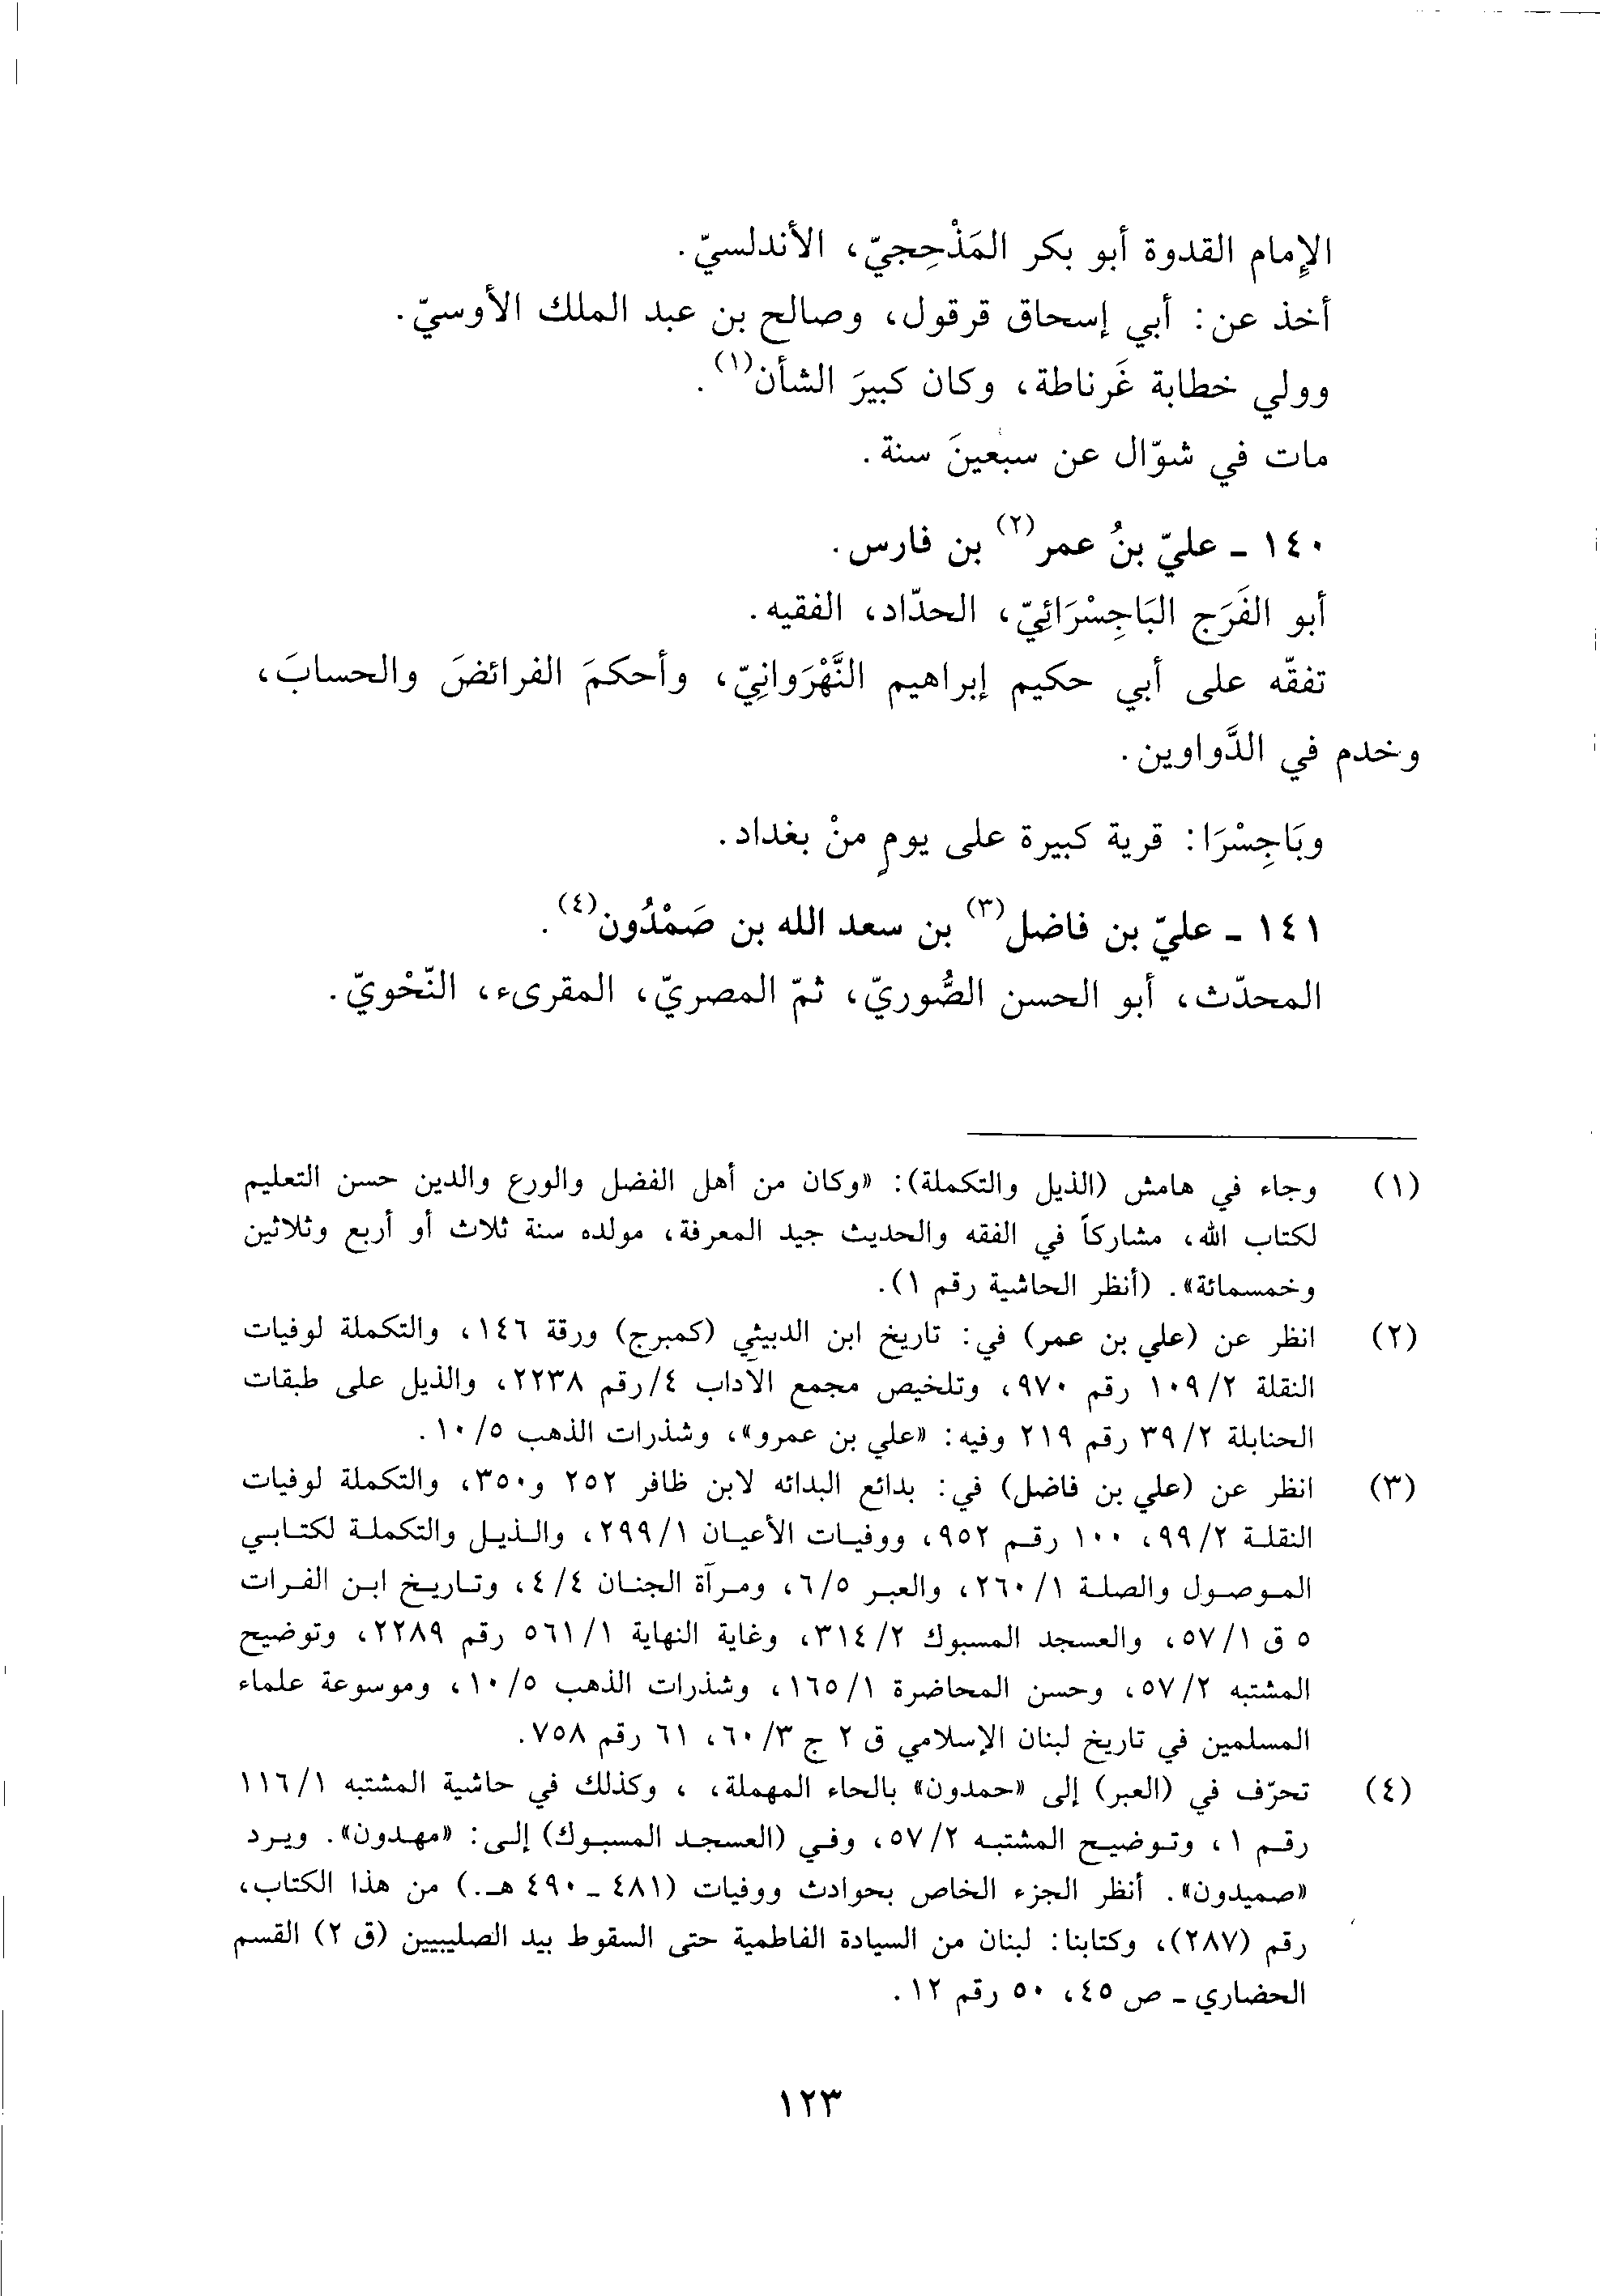 الإمام القدوة أبو بكر المَذْحِجيّ، الأندلسيّ.
أخذ عن: أبي إسحاق قرقول، وصالح بن عبد الملك الأوسيّ.
وولي خطابة غَرناطة، وكان كبيرَ الشأن(١).
مات في شوّال عن سبعينَ سنة.
١٤٠ ـ عليّ بنُ عمر(٢) بن فارس.
أبو الفَرَج البَاجِسْرَائِيّ، الحدّاد، الفقيه.
تفقّه على أبي حكيم إبراهيم النَّهْرَوانِيّ، وأحكمَ الفرائضَ والحسابَ،
وخدم في الدَّواوين.
وبَاجِسْرَا: قرية كبيرة على يومٍ منْ بغداد.
١٤١ ـ عليّ بن فاضل(٣) بن سعد الله بن صَمْدُون(٤).
المحدّث، أبو الحسن الصُّوريّ، ثمّ المصريّ، المقرىء، النّحْويّ.
(١) وجاء في هامش (الذيل والتكملة): «وكان من أهل الفضل والورع والدين حسن التعليم
لكتاب الله، مشاركاً في الفقه والحديث جيد المعرفة، مولده سنة ثلاث أو أربع وثلاثين
وخمسمائة». (أنظر الحاشية رقم ١).
(٢) انظر عن (علي بن عمر) في: تاريخ ابن الدبيثي (كمبرج) ورقة ١٤٦، والتكملة لوفيات
النقلة ٢/ ١٠٩ رقم ٩٧٠، وتلخيص مجمع الآداب ٤/رقم ٢٢٣٨، والذيل على طبقات
الحنابلة ٢/ ٣٩ رقم ٢١٩ وفيه: «علي بن عمرو»، وشذرات الذهب ٥/ ١٠.
(٣) انظر عن (علي بن فاضل) في: بدائع البدائه لابن ظافر ٢٥٢ و٣٥٠، والتكملة لوفيات
النقلة ٢/ ٩٩، ١٠٠ رقم ٩٥٢، ووفيات الأعيان ١/ ٢٩٩، والذيل والتكملة لكتابي
الموصول والصلة ١/ ٢٦٠، والعبر ٥/ ٦، ومرآة الجنان ٤/ ٤، وتاريخ ابن الفرات
٥ ق ١/ ٥٧، والعسجد المسبوك ٢/ ٣١٤، وغاية النهاية ١/ ٥٦١ رقم ٢٢٨٩، وتوضيح
المشتبه ٢/ ٥٧، وحسن المحاضرة ١/ ١٦٥، وشذرات الذهب ٥/ ١٠، وموسوعة علماء
المسلمين في تاريخ لبنان الإسلامي ق ٢ ج ٣/ ٦٠، ٦١ رقم ٧٥٨.
(٤) تحرّف في (العبر) إلى «حمدون» بالحاء المهملة، ، وكذلك في حاشية المشتبه ١/ ١١٦
رقم ١، وتوضيح المشتبه ٢/ ٥٧، وفي (العسجد المسبوك) إلى: «مهدون». ويرد
«صميدون». أنظر الجزء الخاص بحوادث ووفيات (٤٨١ ـ ٤٩٠ هـ.) من هذا الكتاب،
رقم (٢٨٧)، وكتابنا: لبنان من السيادة الفاطمية حتى السقوط بيد الصليبيين (ق ٢) القسم
الحضاري ـ ص ٤٥، ٥٠ رقم ١٢.
١٢٣